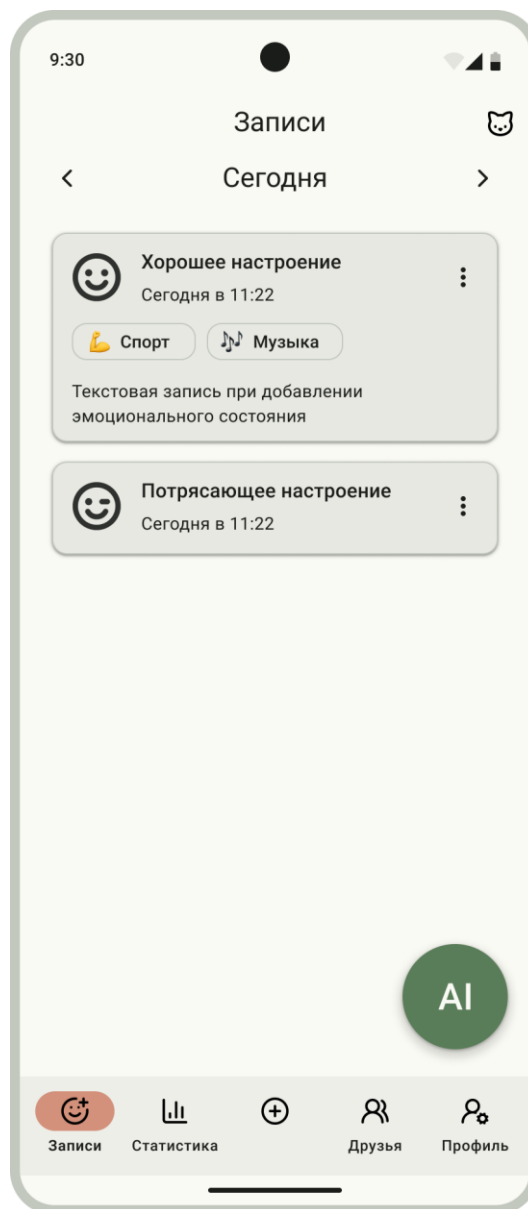 9:30
Записи
Сегодня
Хорошее настроение
Сегодня в 11:22
Спорт
Музыка
Текстовая запись при добавлении
эмоционального состояния
Потрясающее настроение
Сегодня в 11:22
AI
Записи
Статистика
Друзья
Профиль